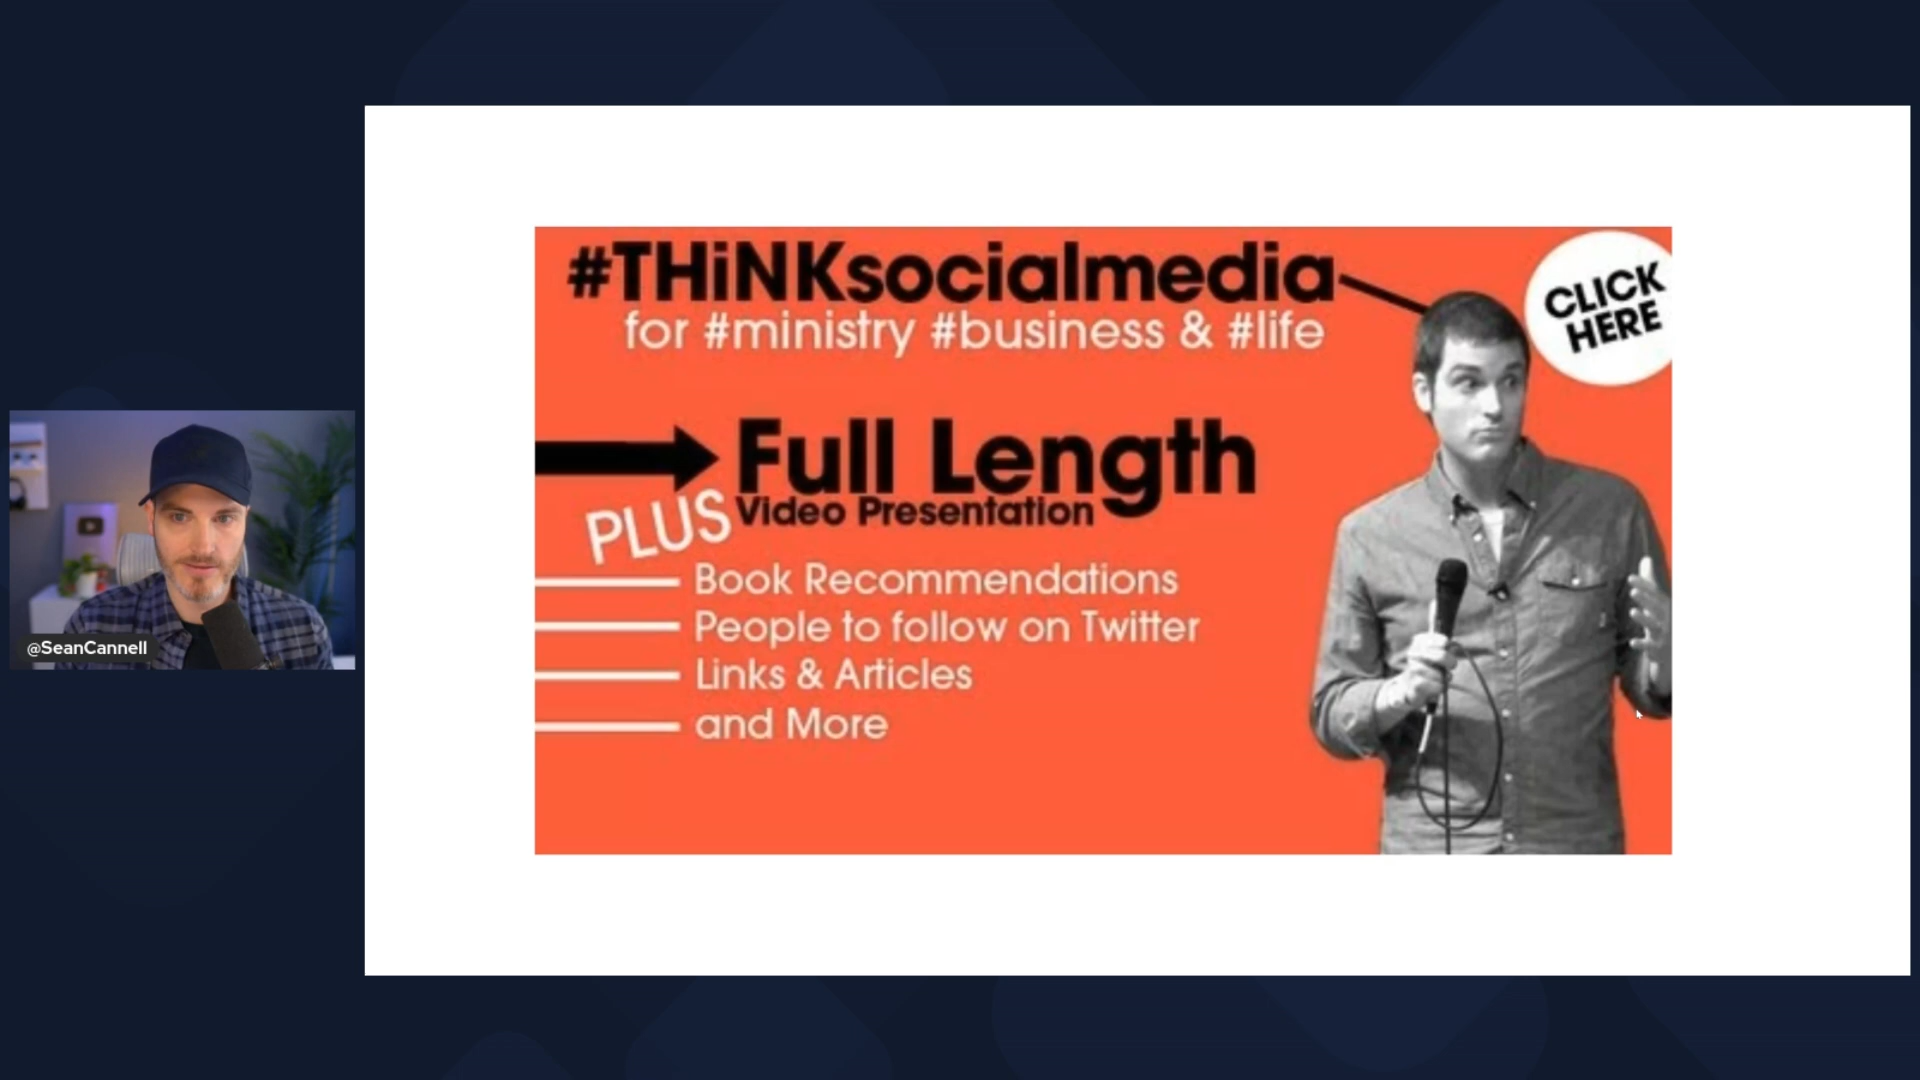 #THiNKsocialmedia
for #ministry #business & #life
CLICK
HERE
Full Length
Video Presentation
PLUS
Book Recommendations
People to follow on Twitter
Links & Articles
and More
@SeanCannell